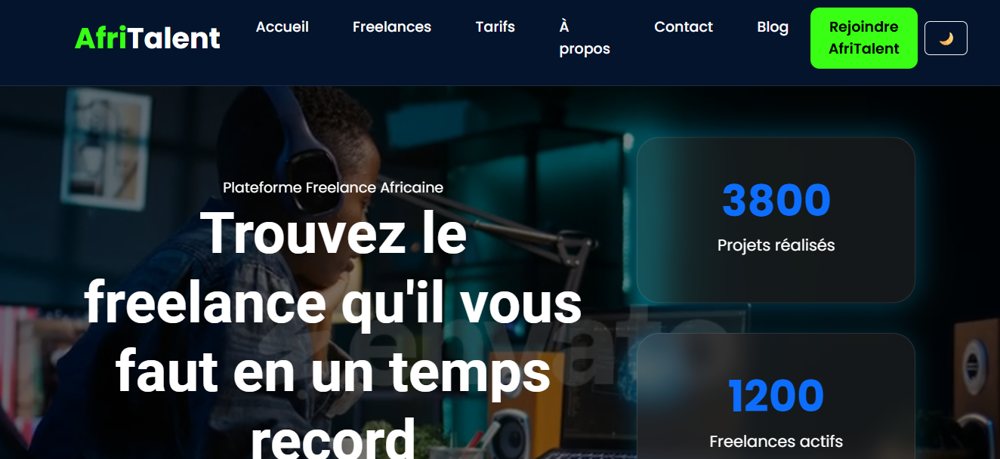 AfriTalent
Accueil
Freelances
Tarifs
À
propos
Contact
Blog
Rejoindre
AfriTalent
Plateforme Freelance Africaine
Trouvez le
freelance qu'il vous
faut en un temps
record
envato
3800
Projets réalisés
1200
Freelances actifs